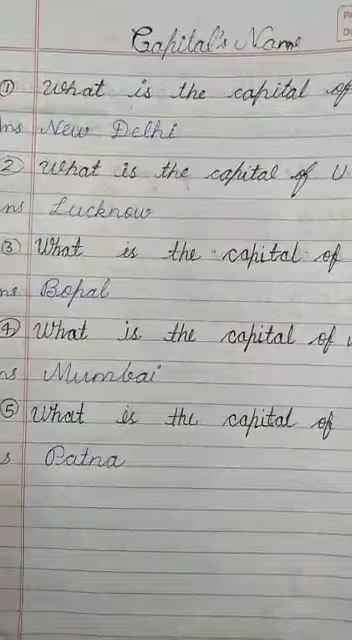 Capital's Name
① What is the capital of
ns New Delhi
② What is the capital of U
ns Lucknow
③ What is the capital of
ns Bopal
④ What is the capital of
ns Mumbai
⑤ What is the capital of
s Patna